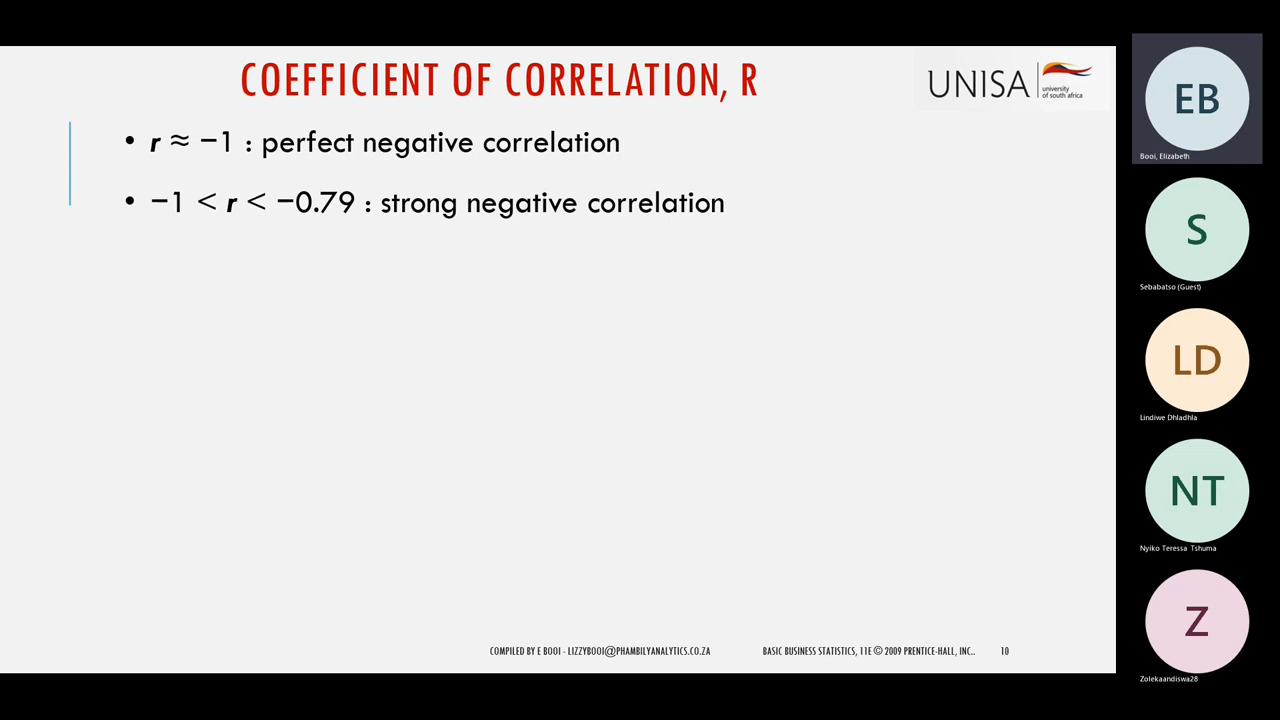 COEFFICIENT OF CORRELATION, R
UNISA
university
of south africa
• r ≈ −1 : perfect negative correlation
• −1 < r < −0.79 : strong negative correlation
COMPILED BY E BOOI - LIZZYBOOI@PHAMBILYANALYTICS.CO.ZA
BASIC BUSINESS STATISTICS, 11E © 2009 PRENTICE-HALL, INC..
10
EB
Booi, Elizabeth
S
Sebabatso (Guest)
LD
Lindiwe Dhladhla
NT
Nyiko Teressa Tshuma
Z
Zolekaandiswa28